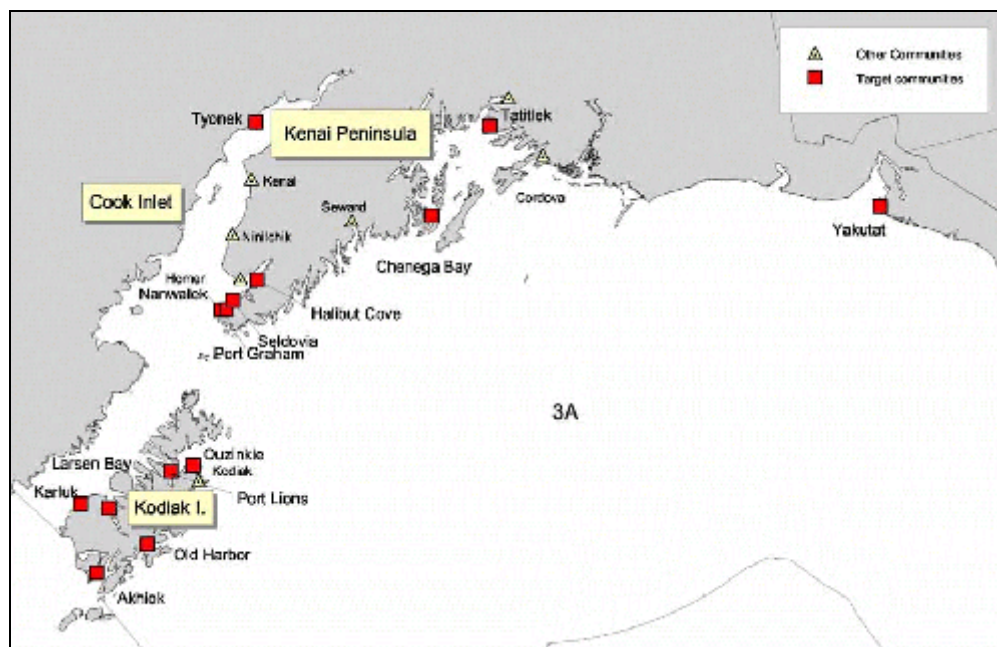 Other Communities
Target communities
Tyonek
Kenai Peninsula
Tatitlek
Kenai
Cook Inlet
Seward
Cordova
Ninilchik
Yakutat
Chenega Bay
Homer
Nanwalek
Halibut Cove
Seldovia
Port Graham
3A
Ouzinkie
Larsen Bay
Kodiak
Karluk
Port Lions
Kodiak I.
Old Harbor
Akhiok